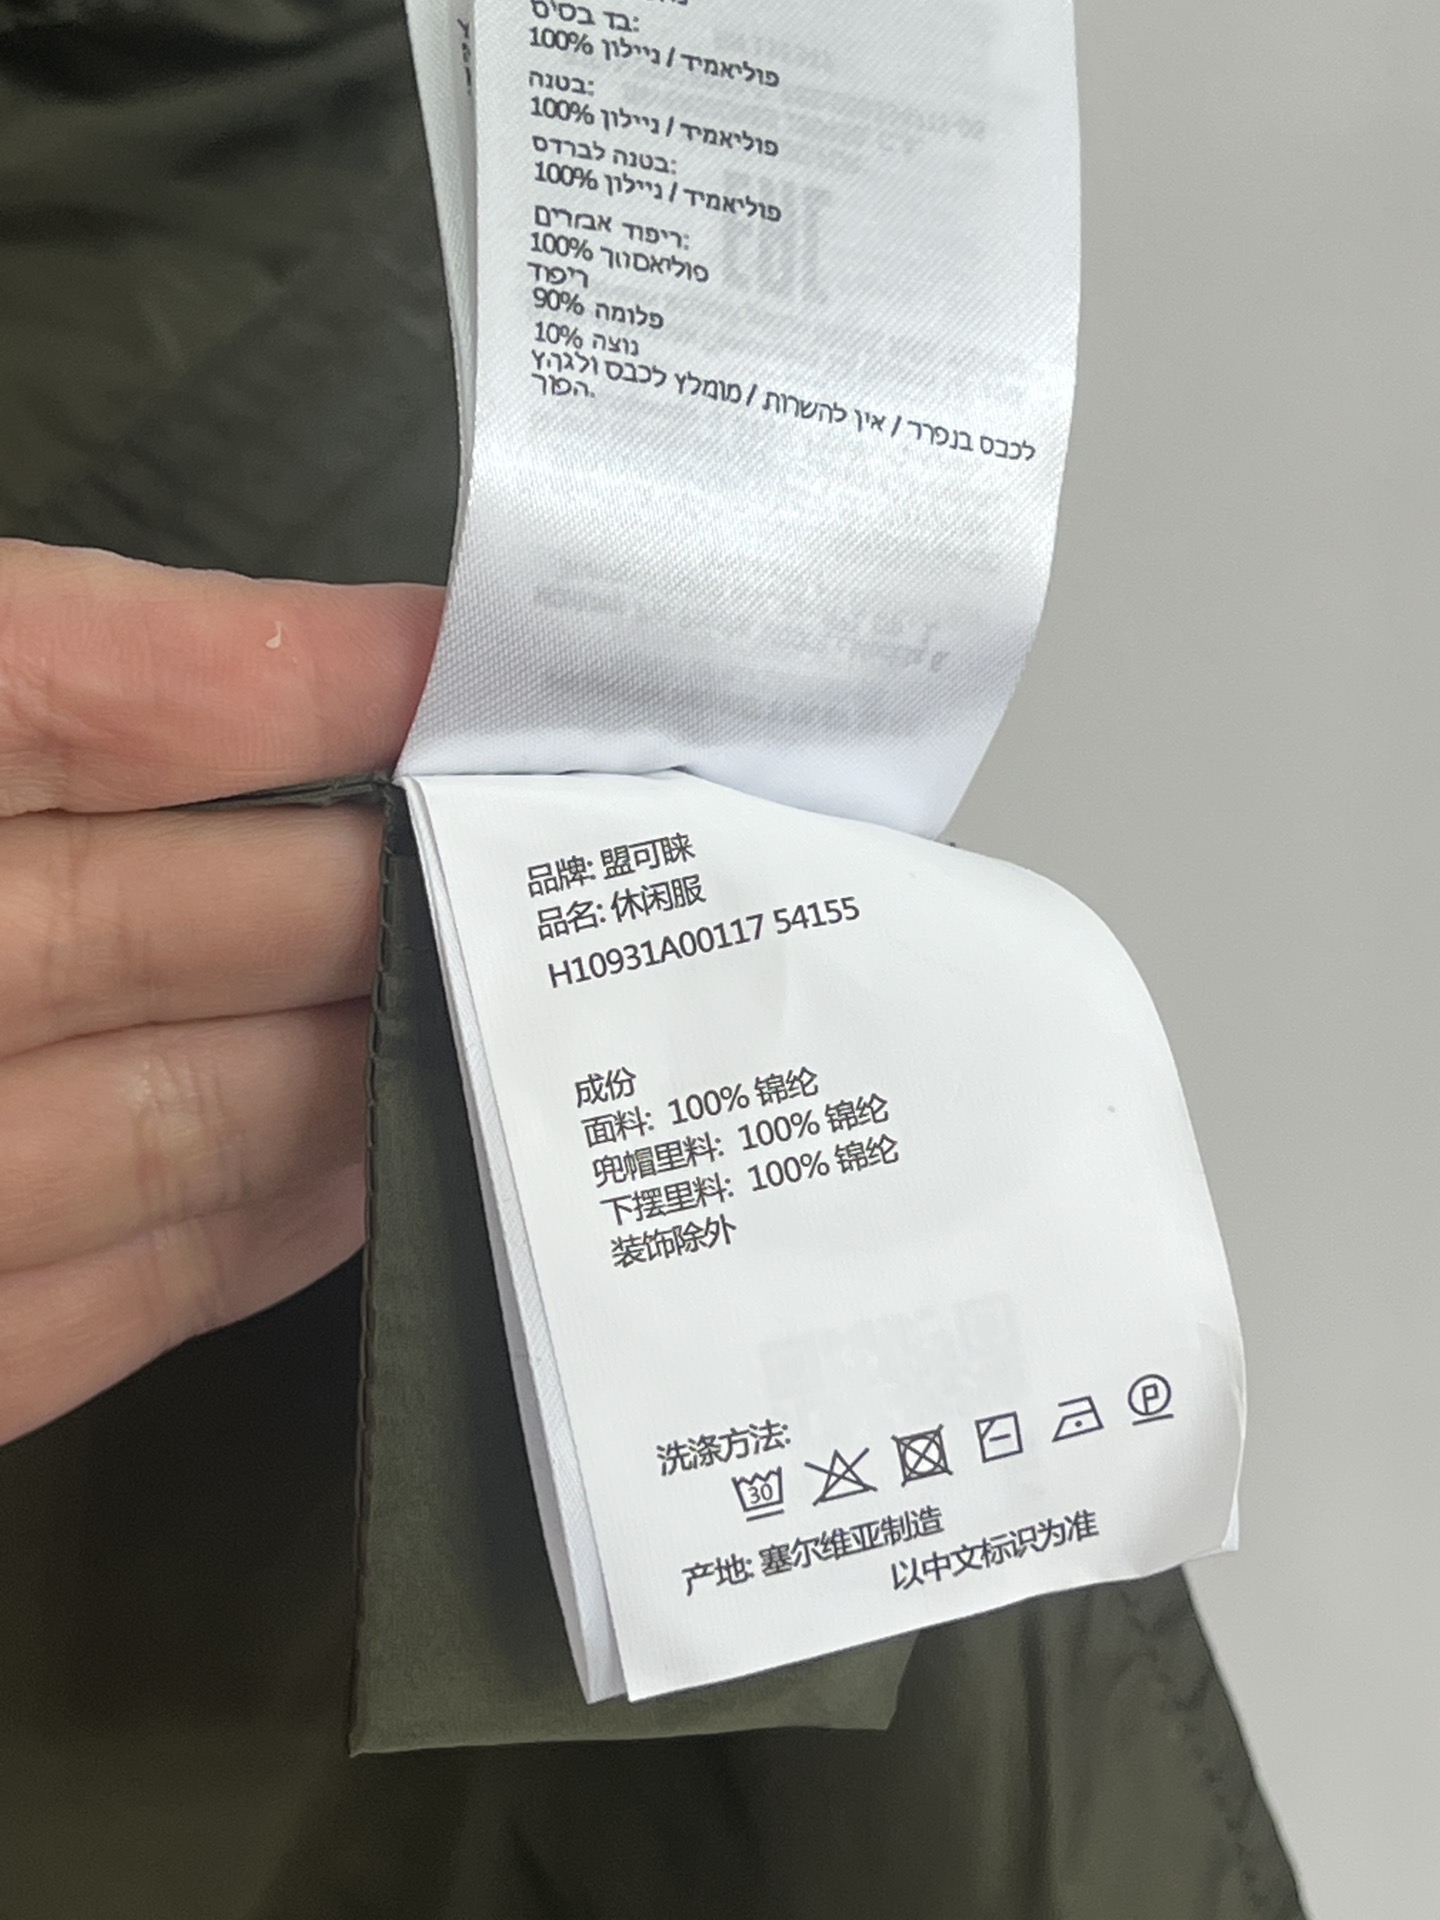 בד בסיס:
100% פוליאמיד / ניילון
בטנה:
100% פוליאמיד / ניילון
בטנה לברדס:
100% פוליאמיד / ניילון
ריפוד אבזרים:
100% פוליאסטר
ריפוד
90% פלומה
10% נוצה
לכבס בנפרד / אין להשרות / מומלץ לכבס ולגהץ
הפוך.
品牌: 盟可睐
品名: 休闲服
H10931A00117 54155
成份
面料: 100% 锦纶
兜帽里料: 100% 锦纶
下摆里料: 100% 锦纶
装饰除外
洗涤方法:
30
P
产地: 塞尔维亚制造
以中文标识为准